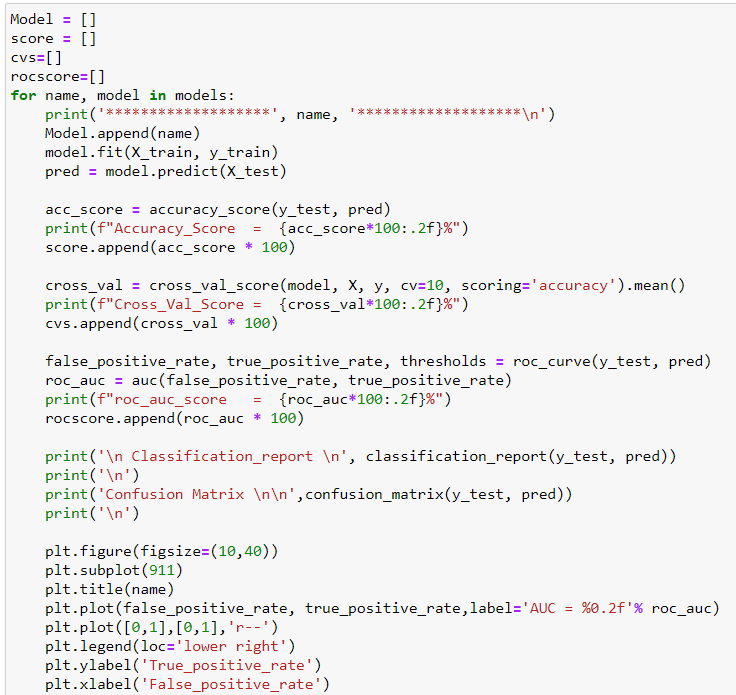 Model = []
score = []
cvs=[]
rocscore=[]
for name, model in models:
    print('*******************', name, '*******************\n')
    Model.append(name)
    model.fit(X_train, y_train)
    pred = model.predict(X_test)

    acc_score = accuracy_score(y_test, pred)
    print(f"Accuracy_Score  =  {acc_score*100:.2f}%")
    score.append(acc_score * 100)

    cross_val = cross_val_score(model, X, y, cv=10, scoring='accuracy').mean()
    print(f"Cross_Val_Score =  {cross_val*100:.2f}%")
    cvs.append(cross_val * 100)

    false_positive_rate, true_positive_rate, thresholds = roc_curve(y_test, pred)
    roc_auc = auc(false_positive_rate, true_positive_rate)
    print(f"roc_auc_score   =  {roc_auc*100:.2f}%")
    rocscore.append(roc_auc * 100)

    print('\n Classification_report \n', classification_report(y_test, pred))
    print('\n')
    print('Confusion Matrix \n\n',confusion_matrix(y_test, pred))
    print('\n')

    plt.figure(figsize=(10,40))
    plt.subplot(911)
    plt.title(name)
    plt.plot(false_positive_rate, true_positive_rate,label='AUC = %0.2f'% roc_auc)
    plt.plot([0,1],[0,1],'r--')
    plt.legend(loc='lower right')
    plt.ylabel('True_positive_rate')
    plt.xlabel('False_positive_rate')